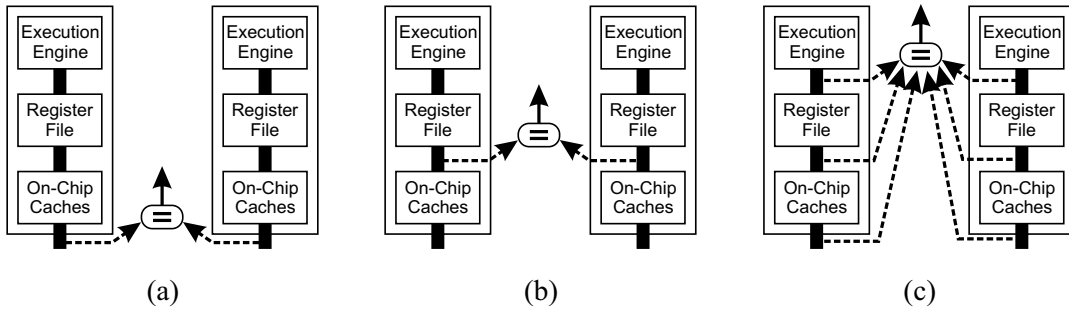 Execution
Engine
Register
File
On-Chip
Caches
=
Execution
Engine
Register
File
On-Chip
Caches
(a)
Execution
Engine
Register
File
On-Chip
Caches
=
Execution
Engine
Register
File
On-Chip
Caches
(b)
Execution
Engine
Register
File
On-Chip
Caches
=
Execution
Engine
Register
File
On-Chip
Caches
(c)